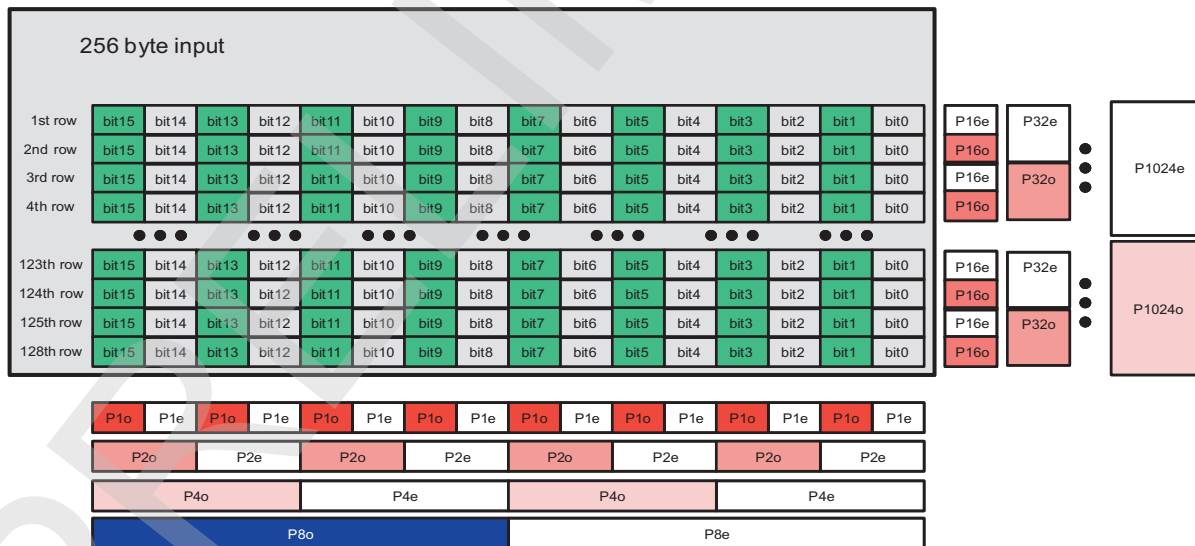 256 byte input
1st row bit15 bit14 bit13 bit12 bit11 bit10 bit9 bit8 bit7 bit6 bit5 bit4 bit3 bit2 bit1 bit0 P16e P32e
2nd row bit15 bit14 bit13 bit12 bit11 bit10 bit9 bit8 bit7 bit6 bit5 bit4 bit3 bit2 bit1 bit0 P16o
P1024e
3rd row bit15 bit14 bit13 bit12 bit11 bit10 bit9 bit8 bit7 bit6 bit5 bit4 bit3 bit2 bit1 bit0 P16e P32o
4th row bit15 bit14 bit13 bit12 bit11 bit10 bit9 bit8 bit7 bit6 bit5 bit4 bit3 bit2 bit1 bit0 P16o
123th row bit15 bit14 bit13 bit12 bit11 bit10 bit9 bit8 bit7 bit6 bit5 bit4 bit3 bit2 bit1 bit0 P16e P32e
124th row bit15 bit14 bit13 bit12 bit11 bit10 bit9 bit8 bit7 bit6 bit5 bit4 bit3 bit2 bit1 bit0 P16o
P1024o
125th row bit15 bit14 bit13 bit12 bit11 bit10 bit9 bit8 bit7 bit6 bit5 bit4 bit3 bit2 bit1 bit0 P16e P32o
128th row bit15 bit14 bit13 bit12 bit11 bit10 bit9 bit8 bit7 bit6 bit5 bit4 bit3 bit2 bit1 bit0 P16o
P1o P1e P1o P1e P1o P1e P1o P1e P1o P1e P1o P1e P1o P1e P1o P1e
P2o P2e P2o P2e P2o P2e P2o P2e
P4o P4e P4o P4e
P8o P8e